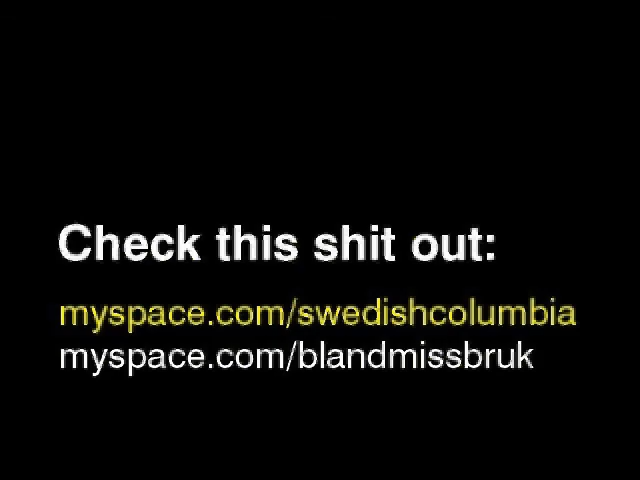 Check this shit out:
myspace.com/swedishcolumbia
myspace.com/blandmissbruk